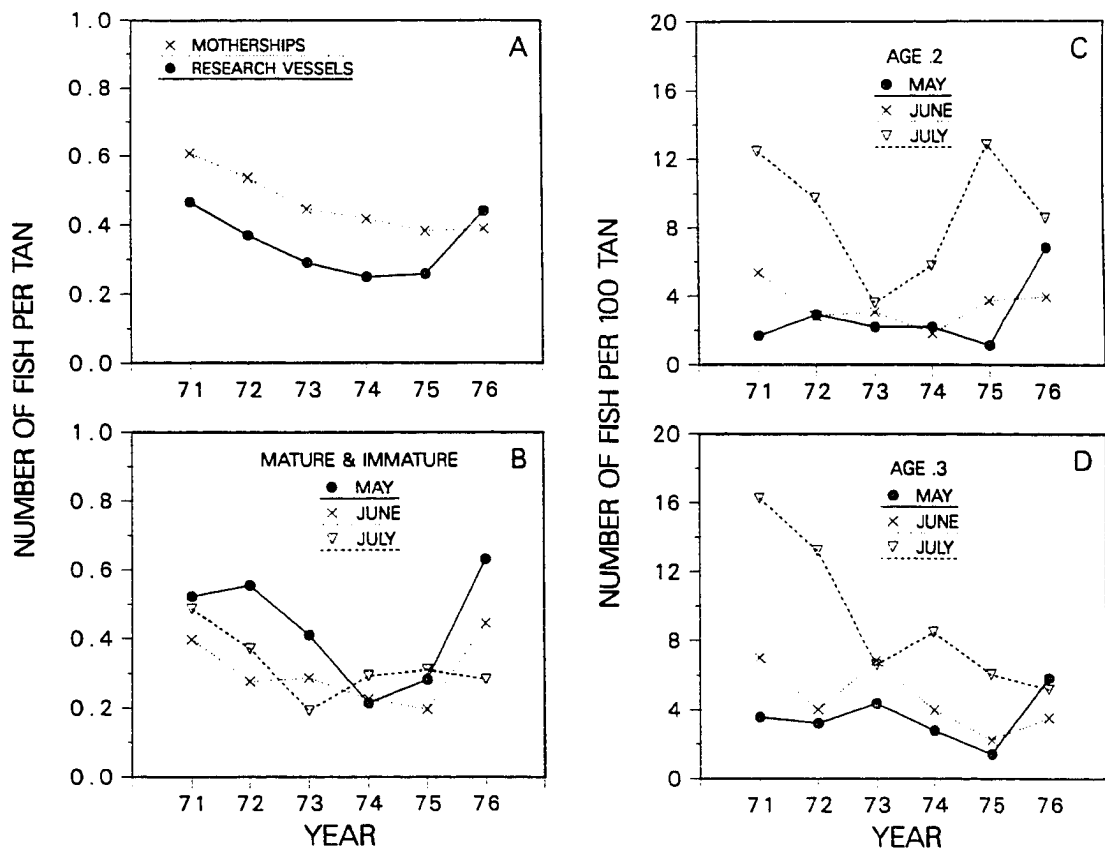 NUMBER OF FISH PER TAN
1.0
0.8
0.6
0.4
0.2
0.0
A
× MOTHERSHIPS
● RESEARCH VESSELS
71 72 73 74 75 76
1.0
0.8
0.6
0.4
0.2
0.0
B
MATURE & IMMATURE
● MAY
× JUNE
▽ JULY
71 72 73 74 75 76
YEAR
NUMBER OF FISH PER 100 TAN
20
16
12
8
4
0
C
AGE .2
● MAY
× JUNE
▽ JULY
71 72 73 74 75 76
20
16
12
8
4
0
D
AGE .3
● MAY
× JUNE
▽ JULY
71 72 73 74 75 76
YEAR